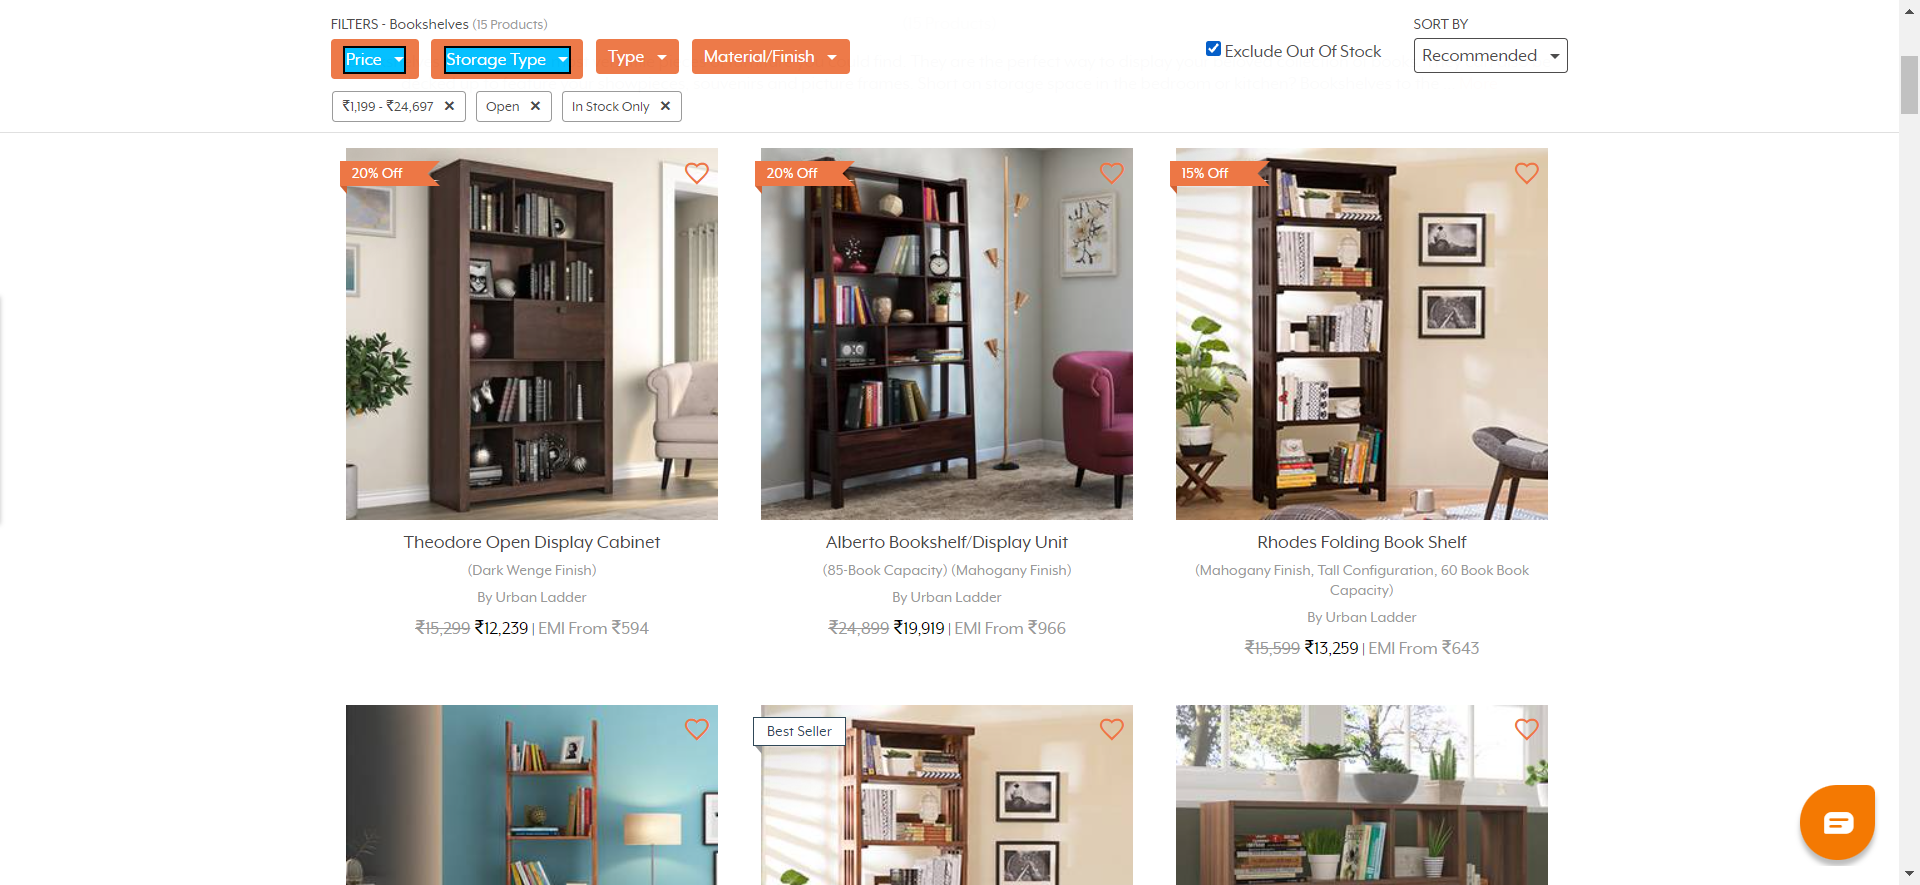 FILTERS - Bookshelves (15 Products)
SORT BY
Price
Storage Type
Type
Material/Finish
Exclude Out Of Stock
Recommended
₹1,199 - ₹24,697 ✕
Open ✕
In Stock Only ✕
20% Off
20% Off
15% Off
Theodore Open Display Cabinet
(Dark Wenge Finish)
By Urban Ladder
₹15,299 ₹12,239 | EMI From ₹594
Alberto Bookshelf/Display Unit
(85-Book Capacity) (Mahogany Finish)
By Urban Ladder
₹24,899 ₹19,919 | EMI From ₹966
Rhodes Folding Book Shelf
(Mahogany Finish, Tall Configuration, 60 Book Book
Capacity)
By Urban Ladder
₹15,599 ₹13,259 | EMI From ₹643
Best Seller